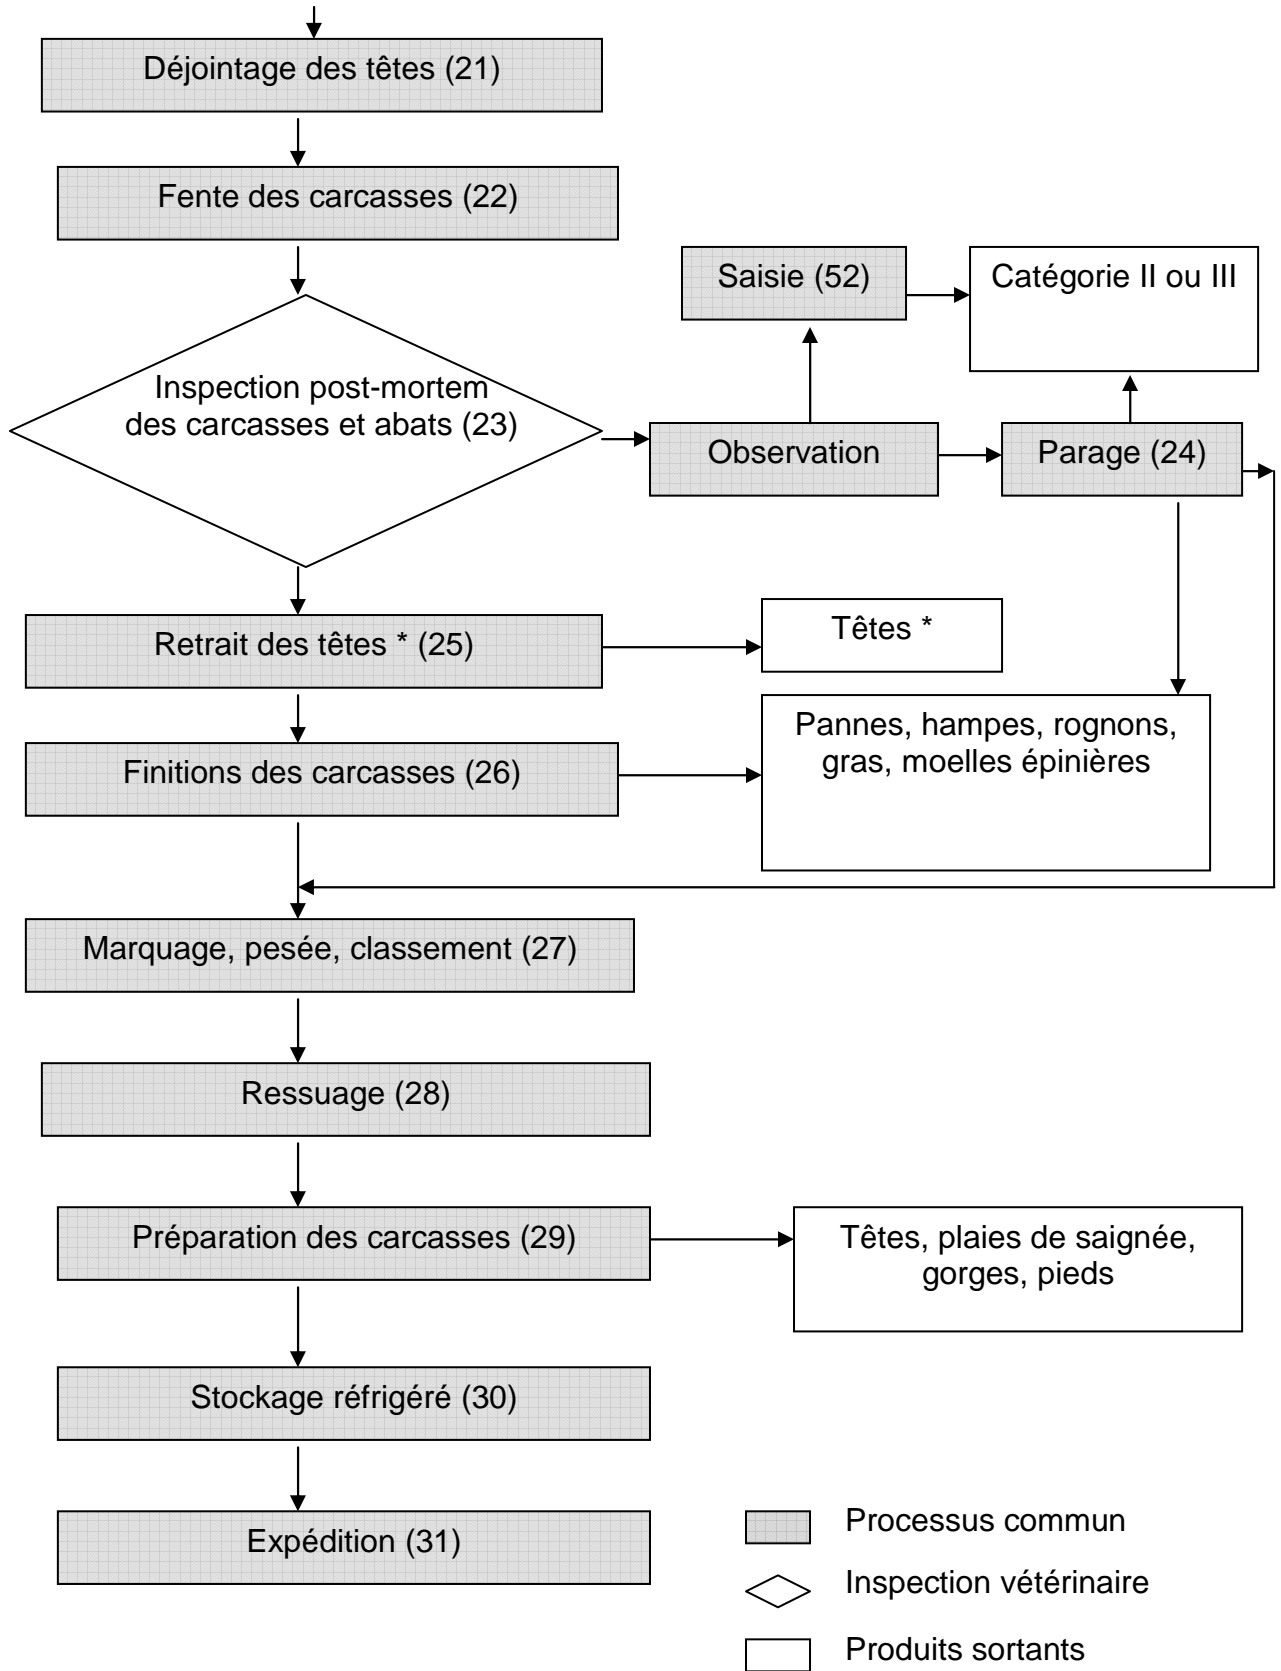 Déjointage des têtes (21)
Fente des carcasses (22)
Saisie (52)
Catégorie II ou III
Inspection post-mortem
des carcasses et abats (23)
Observation
Parage (24)
Retrait des têtes * (25)
Têtes *
Finitions des carcasses (26)
Pannes, hampes, rognons,
gras, moelles épinières
Marquage, pesée, classement (27)
Ressuage (28)
Préparation des carcasses (29)
Têtes, plaies de saignée,
gorges, pieds
Stockage réfrigéré (30)
Expédition (31)
Processus commun
Inspection vétérinaire
Produits sortants